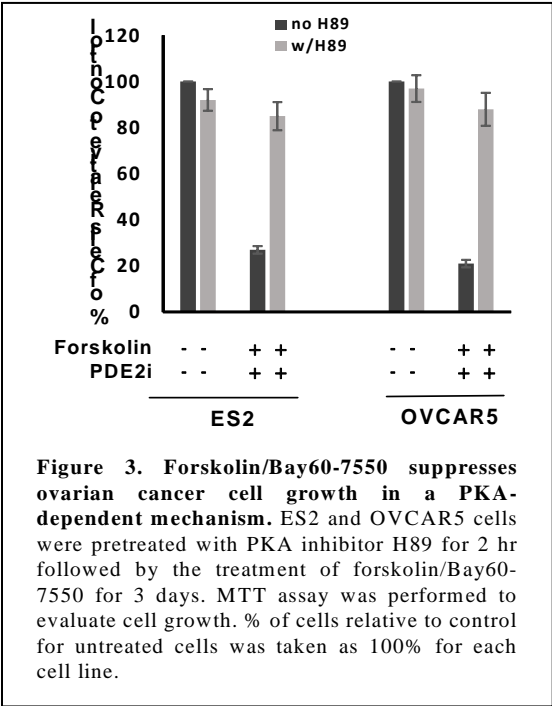 % of Cells Relative to Control
no H89
w/H89
120
100
80
60
40
20
0
Forskolin - - + + - - + +
PDE2i - - + + - - + +
ES2 OVCAR5
Figure 3. Forskolin/Bay60-7550 suppresses
ovarian cancer cell growth in a PKA-
dependent mechanism. ES2 and OVCAR5 cells
were pretreated with PKA inhibitor H89 for 2 hr
followed by the treatment of forskolin/Bay60-
7550 for 3 days. MTT assay was performed to
evaluate cell growth. % of cells relative to control
for untreated cells was taken as 100% for each
cell line.